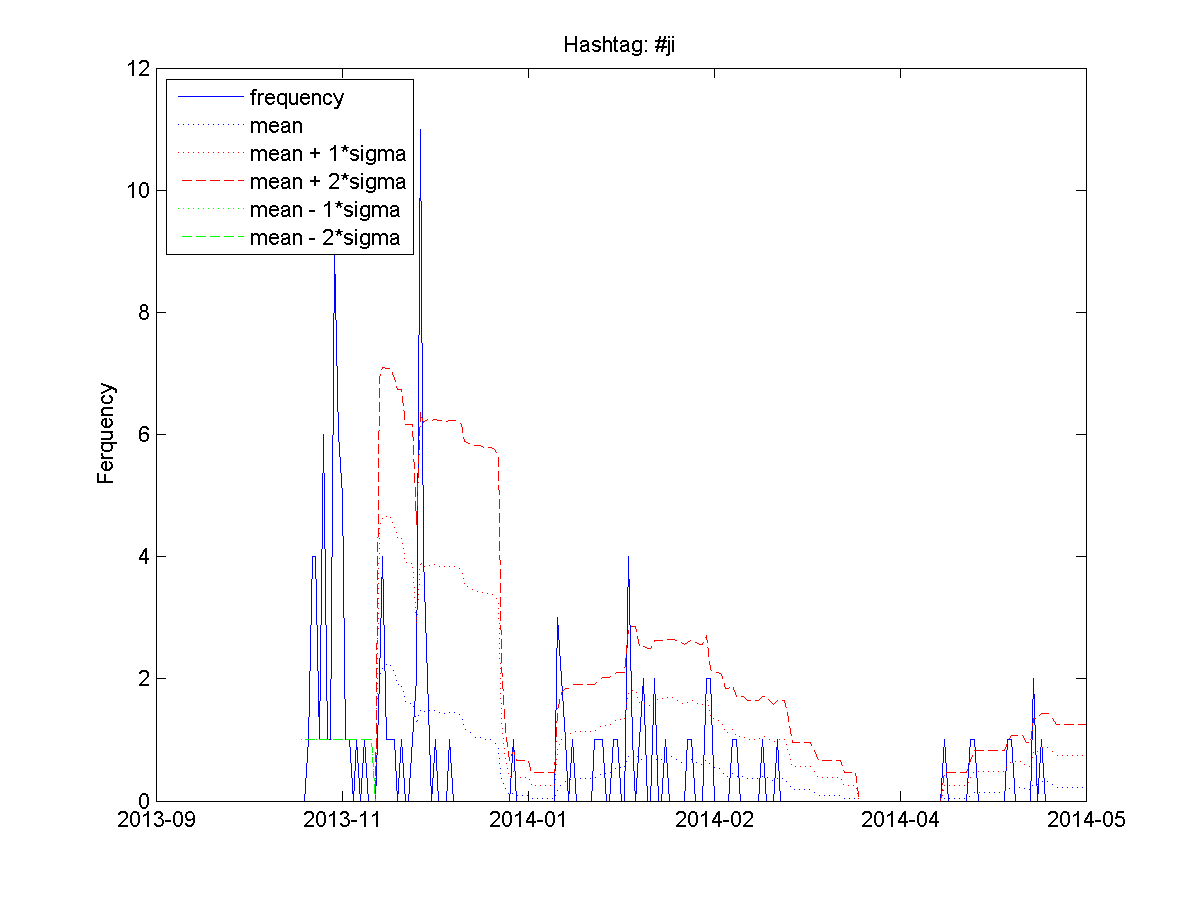 Hashtag: #ji
12
10
8
6
4
2
0
Ferquency
frequency
mean
mean + 1*sigma
mean + 2*sigma
mean - 1*sigma
mean - 2*sigma
2013-09 2013-11 2014-01 2014-02 2014-04 2014-05